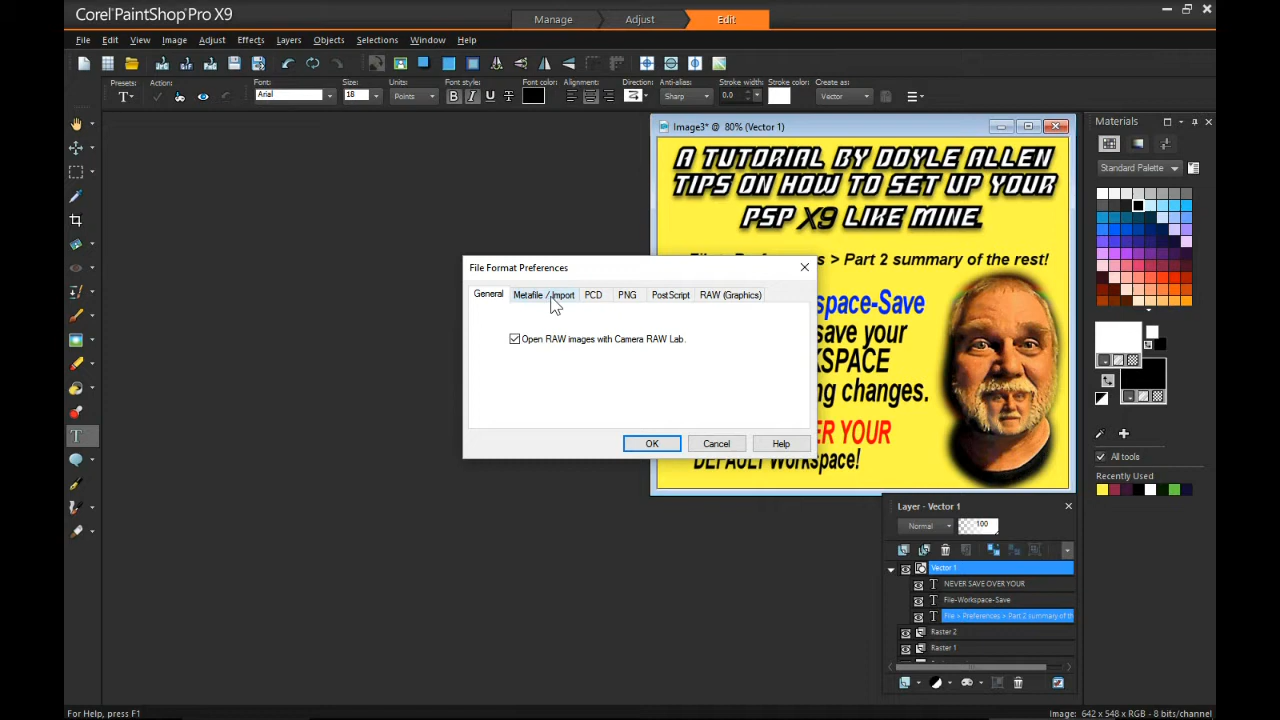 Corel PaintShop Pro X9
Manage
Adjust
Edit
File Edit View Image Adjust Effects Layers Objects Selections Window Help
Presets: Action: Font: Size: Units: Font style: Font color: Alignment: Direction: Anti-alias: Stroke width: Stroke color: Create as:
T Arial 18 Points B I U T Sharp 0.0 Vector
Image3* @ 80% (Vector 1)
A TUTORIAL BY DOYLE ALLEN
TIPS ON HOW TO SET UP YOUR
PSP X9 LIKE MINE.
> Part 2 summary of the rest!
space-Save
save your
KSPACE
ng changes.
ER YOUR
DEFAULT Workspace!
File Format Preferences
General Metafile / Import PCD PNG PostScript RAW (Graphics)
Open RAW images with Camera RAW Lab.
OK Cancel Help
Materials
Standard Palette
All tools
Recently Used
Layer - Vector 1
Normal 100
Vector 1
T NEVER SAVE OVER YOUR
T File-Workspace-Save
T File > Preferences > Part 2 summary of th
Raster 2
Raster 1
For Help, press F1
Image: 642 x 548 x RGB - 8 bits/channel